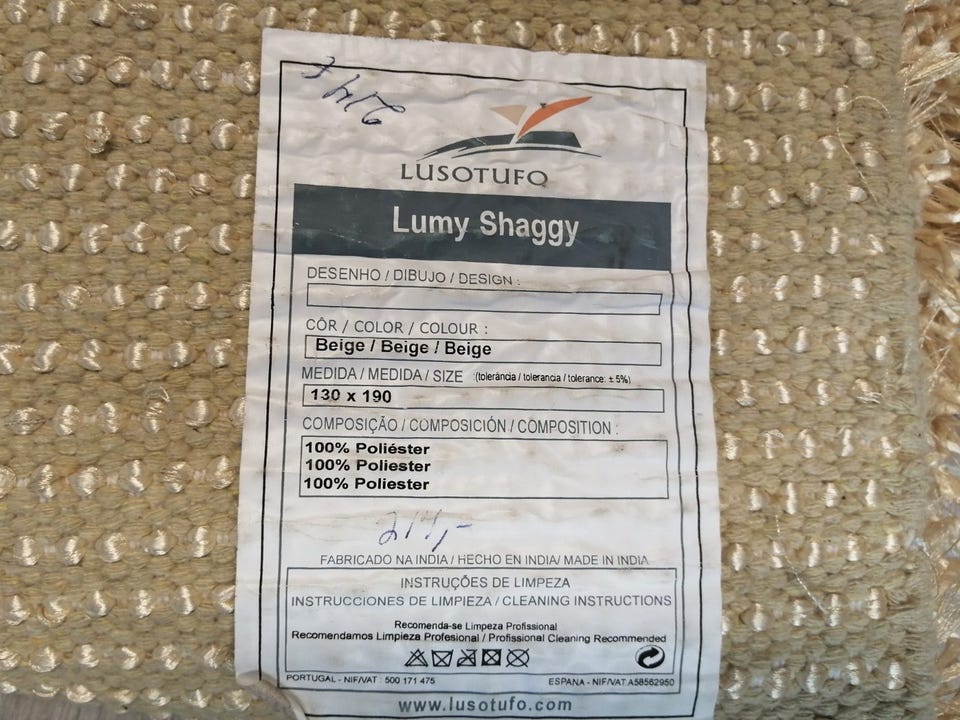 214 €
LUSOTUFO
Lumy Shaggy
DESENHO / DIBUJO / DESIGN :
CÔR / COLOR / COLOUR :
Beige / Beige / Beige
MEDIDA / MEDIDA / SIZE (tolerância / tolerancia / tolerance: ± 5%)
130 x 190
COMPOSIÇÃO / COMPOSICIÓN / COMPOSITION :
100% Poliéster
100% Poliester
100% Poliester
214,-
FABRICADO NA INDIA / HECHO EN INDIA/ MADE IN INDIA
INSTRUÇÕES DE LIMPEZA
INSTRUCCIONES DE LIMPIEZA / CLEANING INSTRUCTIONS
Recomenda-se Limpeza Profissional
Recomendamos Limpieza Profesional / Professional Cleaning Recommended
PORTUGAL - NIF/VAT : 500 171 475 ESPANA - NIF/VAT A58562950
www.lusotufo.com